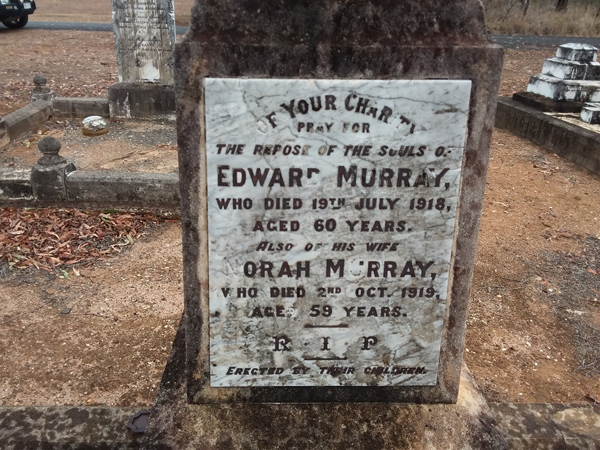 OF YOUR CHARITY
PRAY FOR
THE REPOSE OF THE SOULS OF
EDWARD MURRAY,
WHO DIED 19TH JULY 1918,
AGED 60 YEARS.
ALSO OF HIS WIFE
NORAH MURRAY,
WHO DIED 2ND OCT. 1919,
AGED 59 YEARS.
R.I.P
ERECTED BY THEIR CHILDREN.